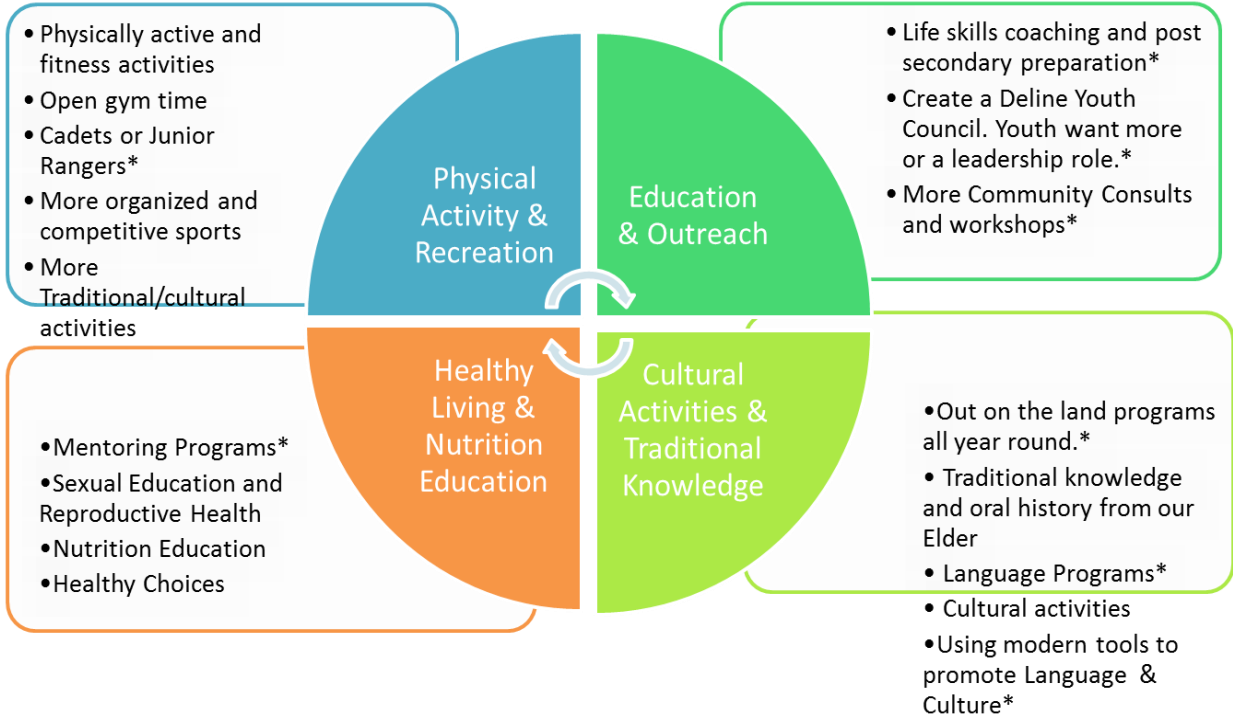 • Physically active and
fitness activities
• Open gym time
• Cadets or Junior
Rangers*
• More organized and
competitive sports
• More
Traditional/cultural
activities
Physical
Activity &
Recreation
Education
& Outreach
• Life skills coaching and post
secondary preparation*
• Create a Deline Youth
Council. Youth want more
or a leadership role.*
• More Community Consults
and workshops*
•Mentoring Programs*
•Sexual Education and
Reproductive Health
•Nutrition Education
•Healthy Choices
Healthy
Living &
Nutrition
Education
Cultural
Activities &
Traditional
Knowledge
•Out on the land programs
all year round.*
• Traditional knowledge
and oral history from our
Elder
• Language Programs*
• Cultural activities
•Using modern tools to
promote Language &
Culture*